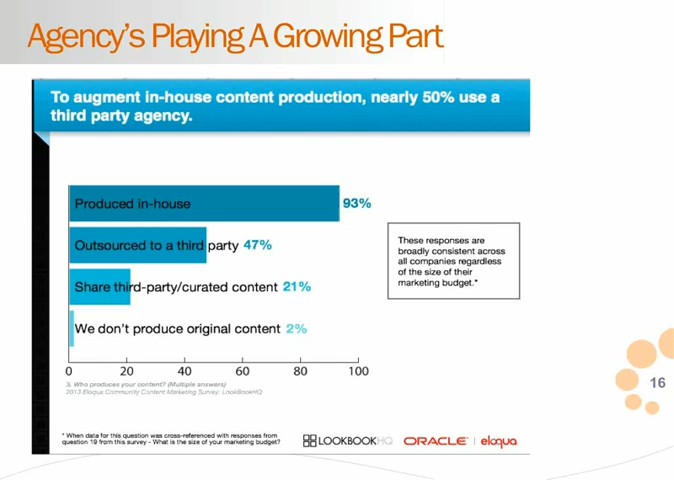 Agency's Playing A Growing Part
To augment in-house content production, nearly 50% use a
third party agency.
Produced in-house 93%
Outsourced to a third party 47%
Share third-party/curated content 21%
We don't produce original content 2%
0 20 40 60 80 100
These responses are
broadly consistent across
all companies regardless
of the size of their
marketing budget.*
3. Who produces your content? (Multiple answers)
2013 Eloqua Community Content Marketing Survey: LookBookHQ
16
* When data for this question was cross-referenced with responses from
question 19 from this survey - What is the size of your marketing budget?
LOOKBOOKHQ ORACLE | eloqua